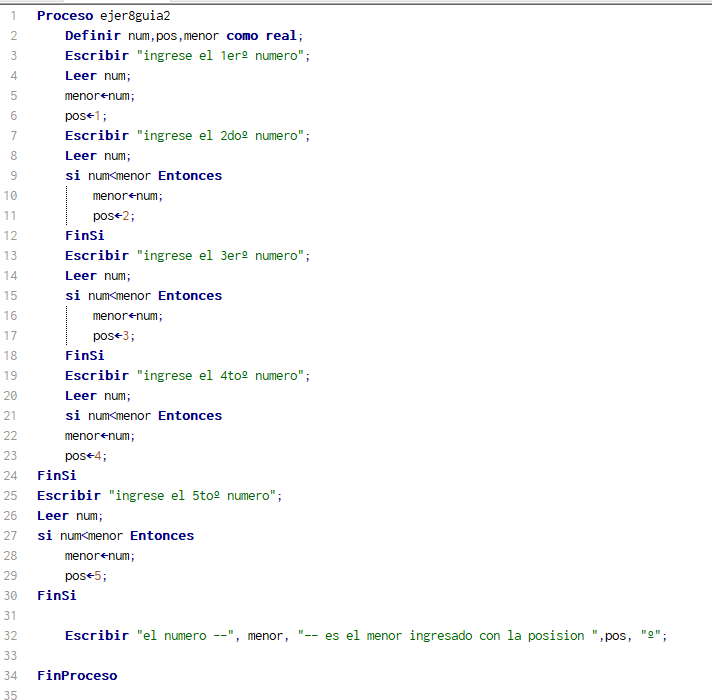 1 Proceso ejer8guia2
2 Definir num,pos,menor como real;
3 Escribir "ingrese el 1erº numero";
4 Leer num;
5 menor←num;
6 pos←1;
7 Escribir "ingrese el 2doº numero";
8 Leer num;
9 si num<menor Entonces
10 menor←num;
11 pos←2;
12 FinSi
13 Escribir "ingrese el 3erº numero";
14 Leer num;
15 si num<menor Entonces
16 menor←num;
17 pos←3;
18 FinSi
19 Escribir "ingrese el 4toº numero";
20 Leer num;
21 si num<menor Entonces
22 menor←num;
23 pos←4;
24 FinSi
25 Escribir "ingrese el 5toº numero";
26 Leer num;
27 si num<menor Entonces
28 menor←num;
29 pos←5;
30 FinSi
31
32 Escribir "el numero --", menor, "-- es el menor ingresado con la posision ",pos, "º";
33
34 FinProceso
35